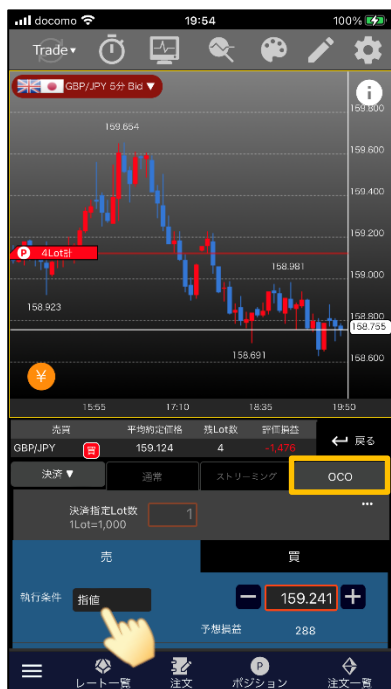 docomo 19:54 100%
Trade▼
GBP/JPY 5分 Bid ▼
i
159.800
159.654
159.600
159.400
159.200
P 4Lot計
158.981
159.000
158.923
158.800
158.755
158.691
158.600
¥
15:55 17:10 18:35 19:50
売買 平均約定価格 残Lot数 評価損益
GBP/JPY 買 159.124 4 -1,476
戻る
決済▼ 通常 ストリーミング OCO
決済指定Lot数 1 ...
1Lot=1,000
売 買
執行条件 指値 － 159.241 ＋
予想損益 288
レート一覧 注文 P ポジション 注文一覧